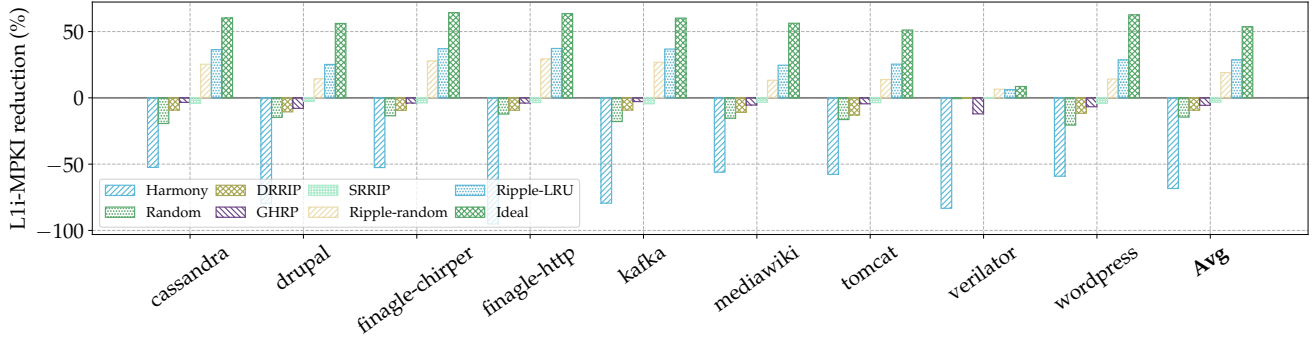 L1i-MPKI reduction (%)
50
0
−50
−100
Harmony DRRIP SRRIP Ripple-LRU
Random GHRP Ripple-random Ideal
cassandra drupal finagle-chirper finagle-http kafka mediawiki tomcat verilator wordpress Avg